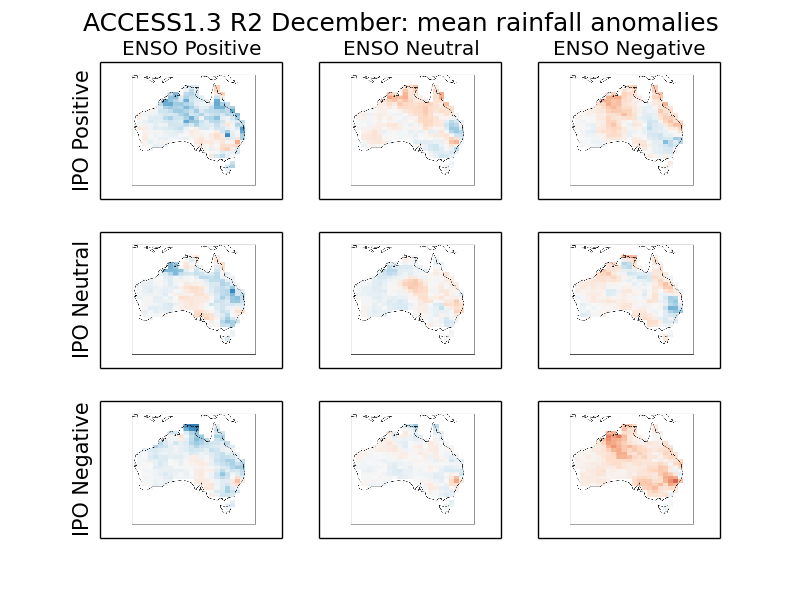 ACCESS1.3 R2 December: mean rainfall anomalies
ENSO Positive
ENSO Neutral
ENSO Negative
IPO Positive
IPO Neutral
IPO Negative